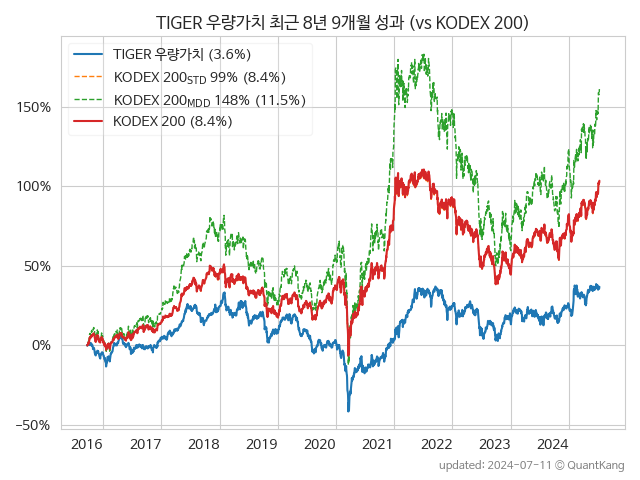 TIGER 우량가치 최근 8년 9개월 성과 (vs KODEX 200)
TIGER 우량가치 (3.6%)
KODEX 200STD 99% (8.4%)
KODEX 200MDD 148% (11.5%)
KODEX 200 (8.4%)
150%
100%
50%
0%
−50%
2016 2017 2018 2019 2020 2021 2022 2023 2024
updated: 2024-07-11 © QuantKang